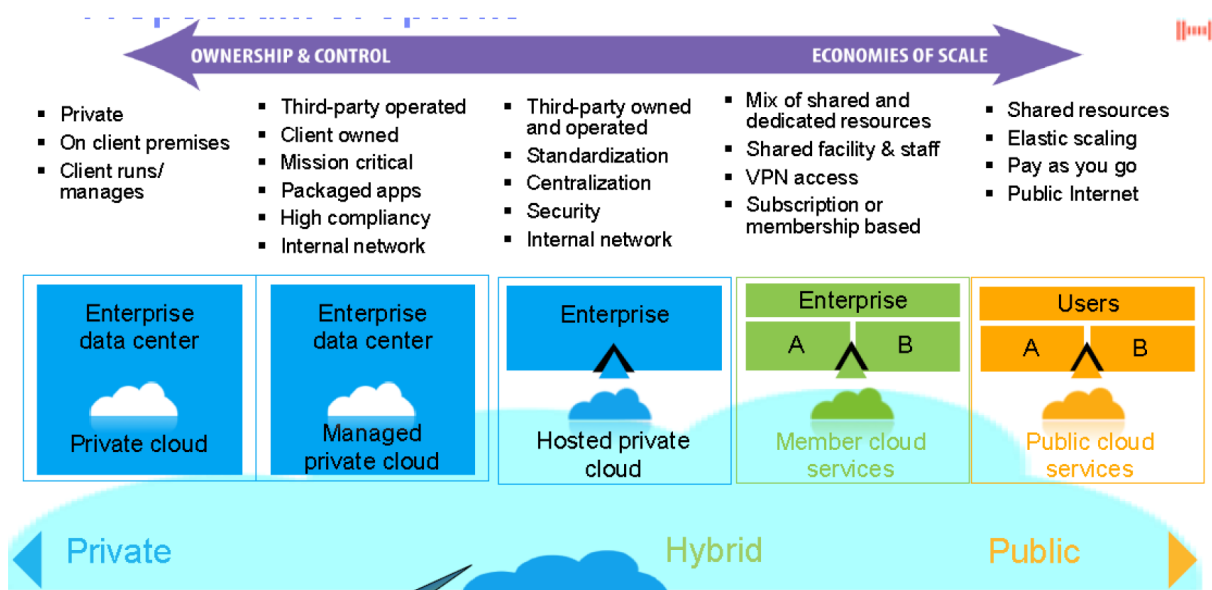 OWNERSHIP & CONTROL
ECONOMIES OF SCALE
▪ Private
▪ On client premises
▪ Client runs/
manages
▪ Third-party operated
▪ Client owned
▪ Mission critical
▪ Packaged apps
▪ High compliancy
▪ Internal network
▪ Third-party owned
and operated
▪ Standardization
▪ Centralization
▪ Security
▪ Internal network
▪ Mix of shared and
dedicated resources
▪ Shared facility & staff
▪ VPN access
▪ Subscription or
membership based
▪ Shared resources
▪ Elastic scaling
▪ Pay as you go
▪ Public Internet
Enterprise
data center
Private cloud
Enterprise
data center
Managed
private cloud
Enterprise
Hosted private
cloud
Enterprise
A B
Member cloud
services
Users
A B
Public cloud
services
Private
Hybrid
Public